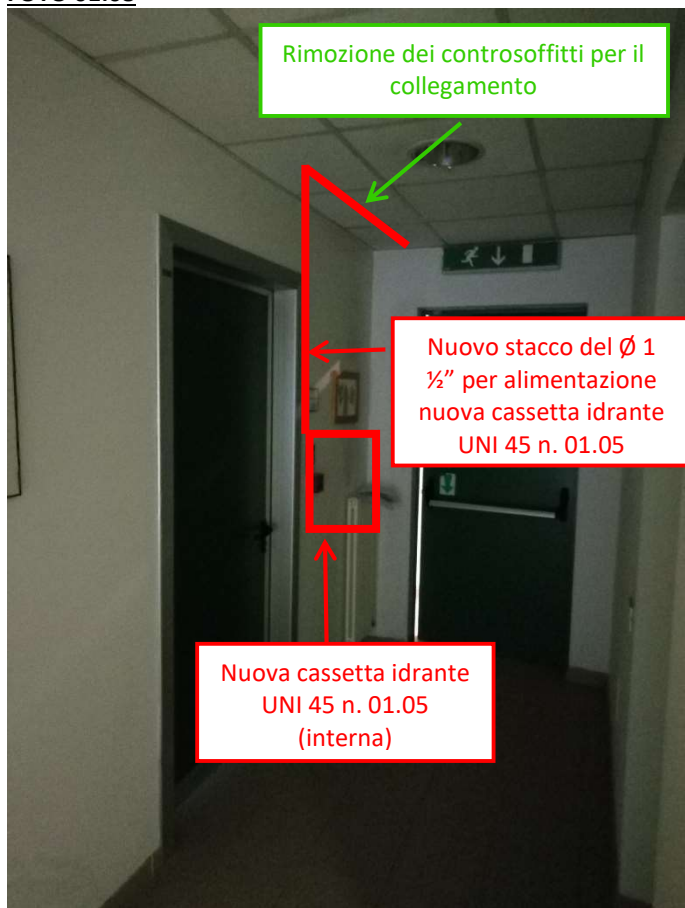 Rimozione dei controsoffitti per il
collegamento
Nuovo stacco del Ø 1
½” per alimentazione
nuova cassetta idrante
UNI 45 n. 01.05
Nuova cassetta idrante
UNI 45 n. 01.05
(interna)